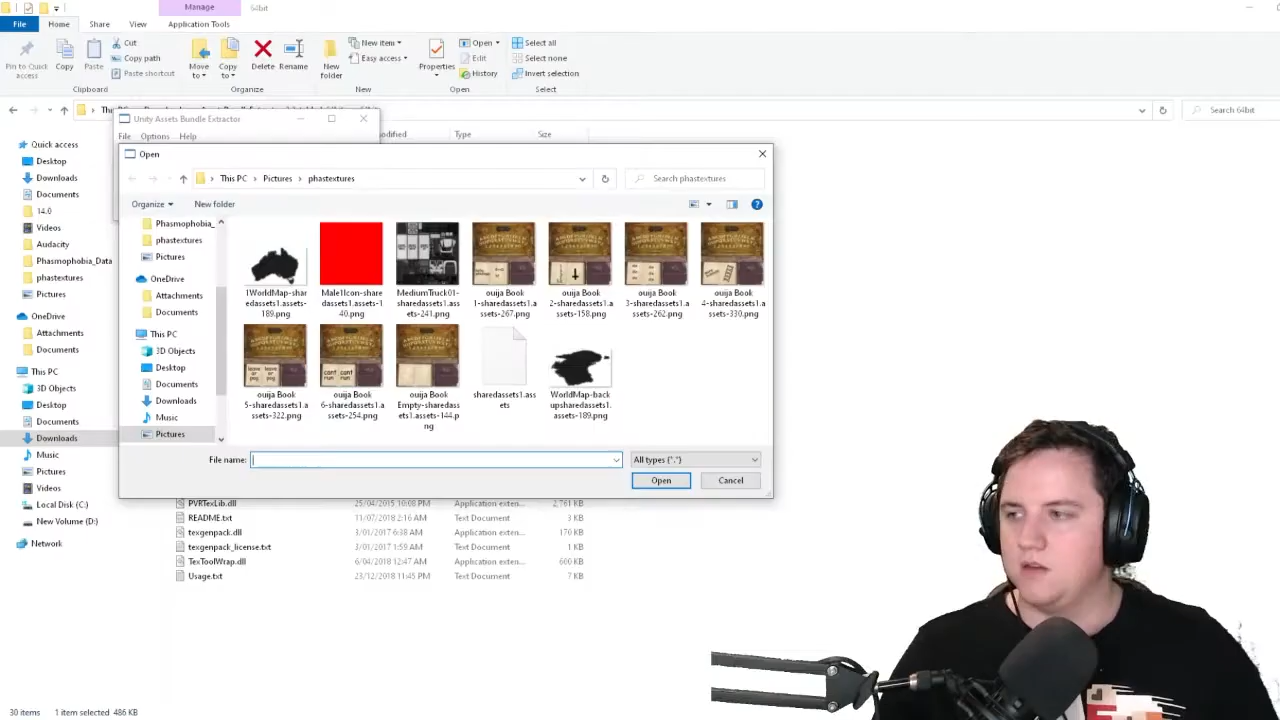 Manage
64bit
File
Home
Share
View
Application Tools
Pin to Quick
access
Copy
Paste
Cut
Copy path
Paste shortcut
Move
to
Copy
to
Delete
Rename
New
folder
New item
Easy access
Properties
Open
Edit
History
Select all
Select none
Invert selection
Clipboard
Organize
New
Open
Select
Search 64bit
Unity Assets Bundle Extractor
File
Options
Help
Type
Size
Open
This PC
Pictures
phastextures
Search phastextures
Organize
New folder
Quick access
Desktop
Downloads
Documents
14.0
Videos
Audacity
Phasmophobia_Data
phastextures
Pictures
OneDrive
Attachments
Documents
This PC
3D Objects
Desktop
Documents
Downloads
Music
Pictures
Videos
Local Disk (C:)
New Volume (D:)
Network
Phasmophobia_
phastextures
Pictures
OneDrive
Attachments
Documents
This PC
3D Objects
Desktop
Documents
Downloads
Music
Pictures
1WorldMap-shar
edassets1.assets-
189.png
Male1Icon-share
dassets1.assets-1
40.png
MediumTruck01-
sharedassets1.ass
ets-241.png
ouija Book
1-sharedassets1.a
ssets-267.png
ouija Book
2-sharedassets1.a
ssets-158.png
ouija Book
3-sharedassets1.a
ssets-262.png
ouija Book
4-sharedassets1.a
ssets-330.png
ouija Book
5-sharedassets1.a
ssets-322.png
ouija Book
6-sharedassets1.a
ssets-254.png
ouija Book
Empty-sharedass
ets1.assets-144.p
ng
sharedassets1.ass
ets
WorldMap-back
upsharedassets1.
assets-189.png
File name:
All types (*.*)
Open
Cancel
PVRTexLib.dll 25/04/2015 10:08 PM Application exten... 2,761 KB
README.txt 11/07/2018 2:16 AM Text Document 3 KB
texgenpack.dll 3/01/2017 6:38 AM Application exten... 170 KB
texgenpack_license.txt 3/01/2017 1:59 AM Text Document 1 KB
TexToolWrap.dll 6/04/2018 12:47 AM Application exten... 600 KB
Usage.txt 23/12/2018 11:45 PM Text Document 7 KB
30 items 1 item selected 486 KB